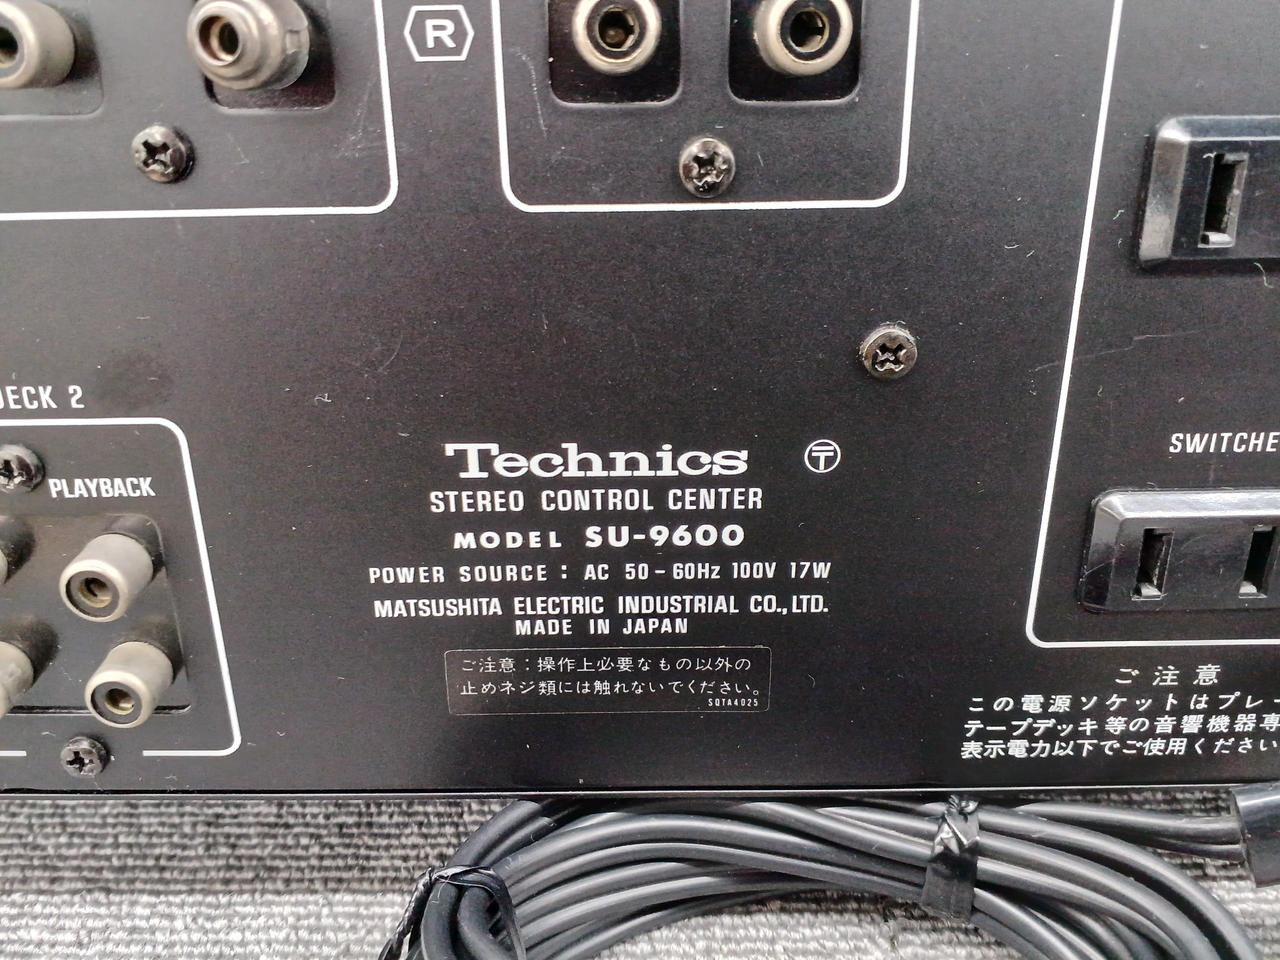 R
DECK 2
PLAYBACK
Technics
STEREO CONTROL CENTER
MODEL SU-9600
POWER SOURCE : AC 50-60Hz 100V 17W
MATSUSHITA ELECTRIC INDUSTRIAL CO.,LTD.
MADE IN JAPAN
ご注意：操作上必要なもの以外の
止めネジ類には触れないでください。
SQTA4025
SWITCHE
ご注意
この電源ソケットはプレー
テープデッキ等の音響機器専
表示電力以下でご使用ください